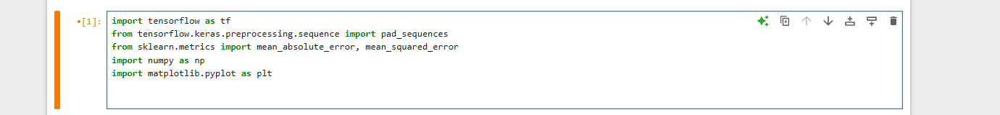 •[1]:
import tensorflow as tf
from tensorflow.keras.preprocessing.sequence import pad_sequences
from sklearn.metrics import mean_absolute_error, mean_squared_error
import numpy as np
import matplotlib.pyplot as plt